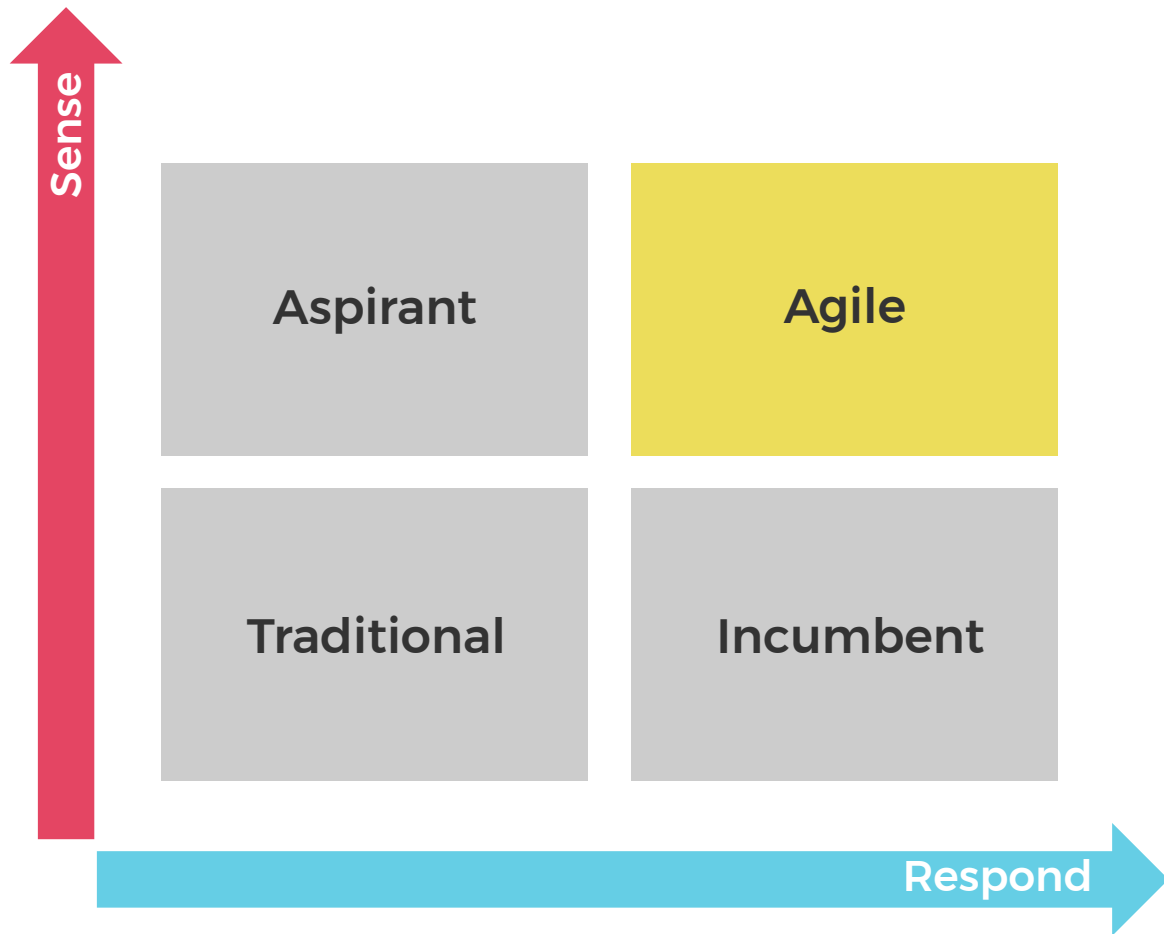 Sense
Aspirant
Agile
Traditional
Incumbent
Respond